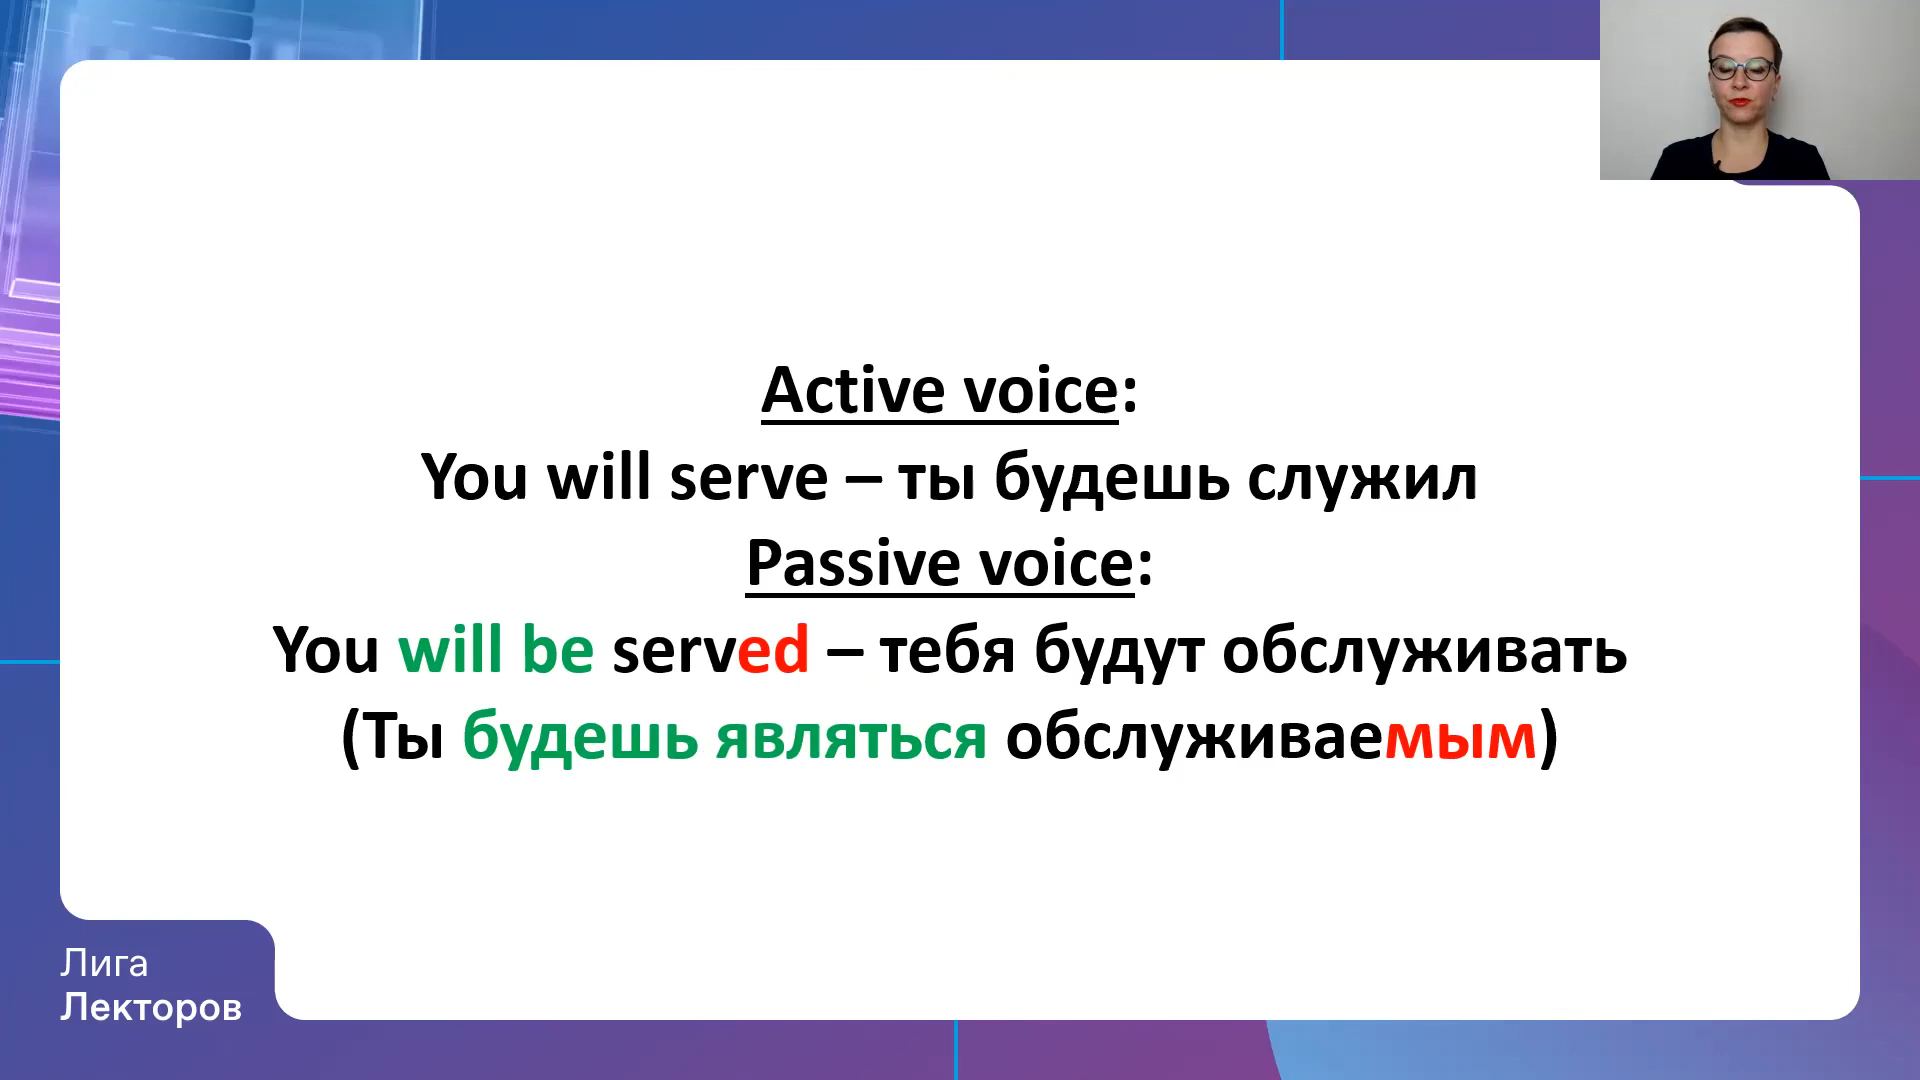 Active voice:
You will serve – ты будешь служил
Passive voice:
You will be served – тебя будут обслуживать
(Ты будешь являться обслуживаемым)
Лига
Лекторов